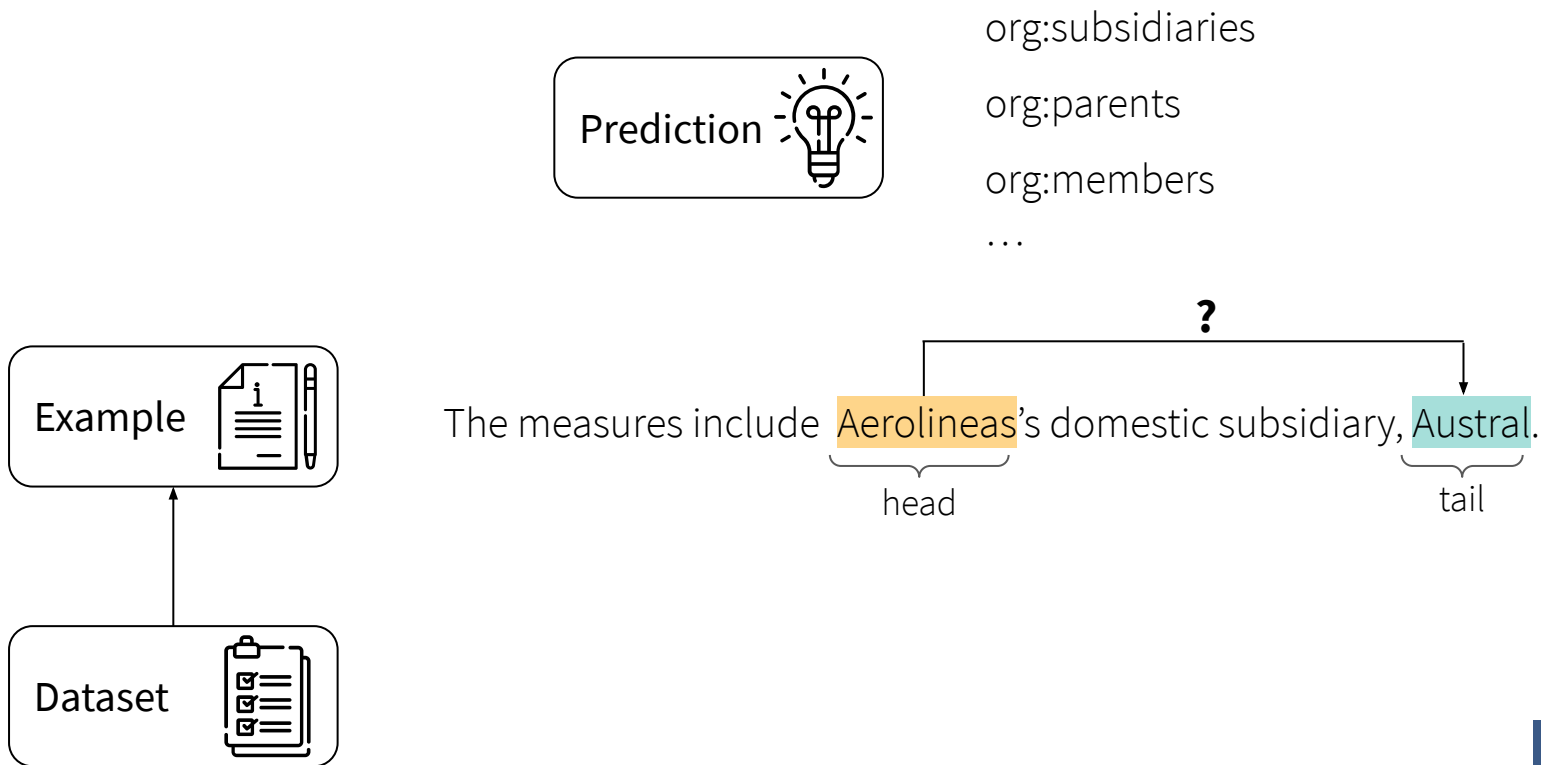 org:subsidiaries
Prediction
org:parents
org:members
…
?
Example
i
The measures include Aerolineas’s domestic subsidiary, Austral.
head
tail
Dataset